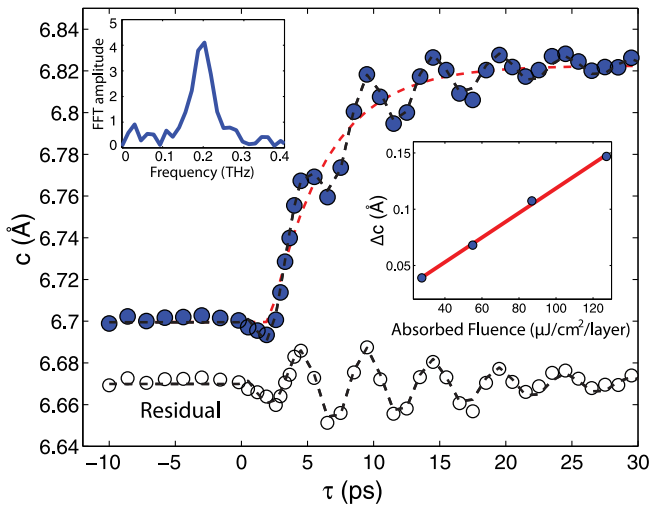 6.84
6.82
6.8
6.78
6.76
6.74
6.72
6.7
6.68
6.66
6.64
c (Å)
5
4
3
2
1
0
FFT amplitude
0 0.1 0.2 0.3 0.4
Frequency (THz)
0.15
0.1
0.05
Δc (Å)
40 60 80 100 120
Absorbed Fluence (μJ/cm²/layer)
Residual
−10 −5 0 5 10 15 20 25 30
τ (ps)